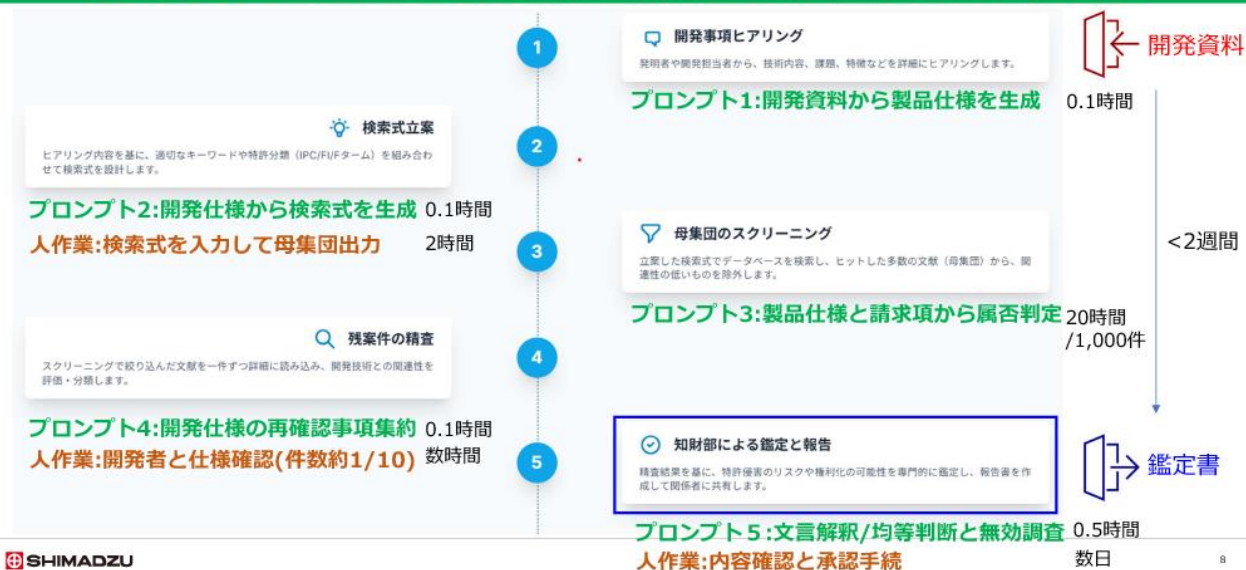 1
開発事項ヒアリング
発明者や開発担当者から、技術内容、課題、特徴などを詳細にヒアリングします。
開発資料
プロンプト1:開発資料から製品仕様を生成 0.1時間
検索式立案
ヒアリング内容を基に、適切なキーワードや特許分類（IPC/FI/Fターム）を組み合わ
せて検索式を設計します。
2
プロンプト2:開発仕様から検索式を生成 0.1時間
人作業:検索式を入力して母集団出力 2時間
3
母集団のスクリーニング
立案した検索式でデータベースを検索し、ヒットした多数の文献（母集団）から、関
連性の低いものを除外します。
<2週間
プロンプト3:製品仕様と請求項から属否判定 20時間
/1,000件
残案件の精査
スクリーニングで絞り込んだ文献を一件ずつ詳細に読み込み、開発技術との関連性を
評価・分類します。
4
プロンプト4:開発仕様の再確認事項集約 0.1時間
人作業:開発者と仕様確認(件数約1/10) 数時間
5
知財部による鑑定と報告
精査結果を基に、特許侵害のリスクや権利化の可能性を専門的に鑑定し、報告書を作
成して関係者に共有します。
鑑定書
プロンプト５:文言解釈/均等判断と無効調査 0.5時間
人作業:内容確認と承認手続 数日
SHIMADZU
8